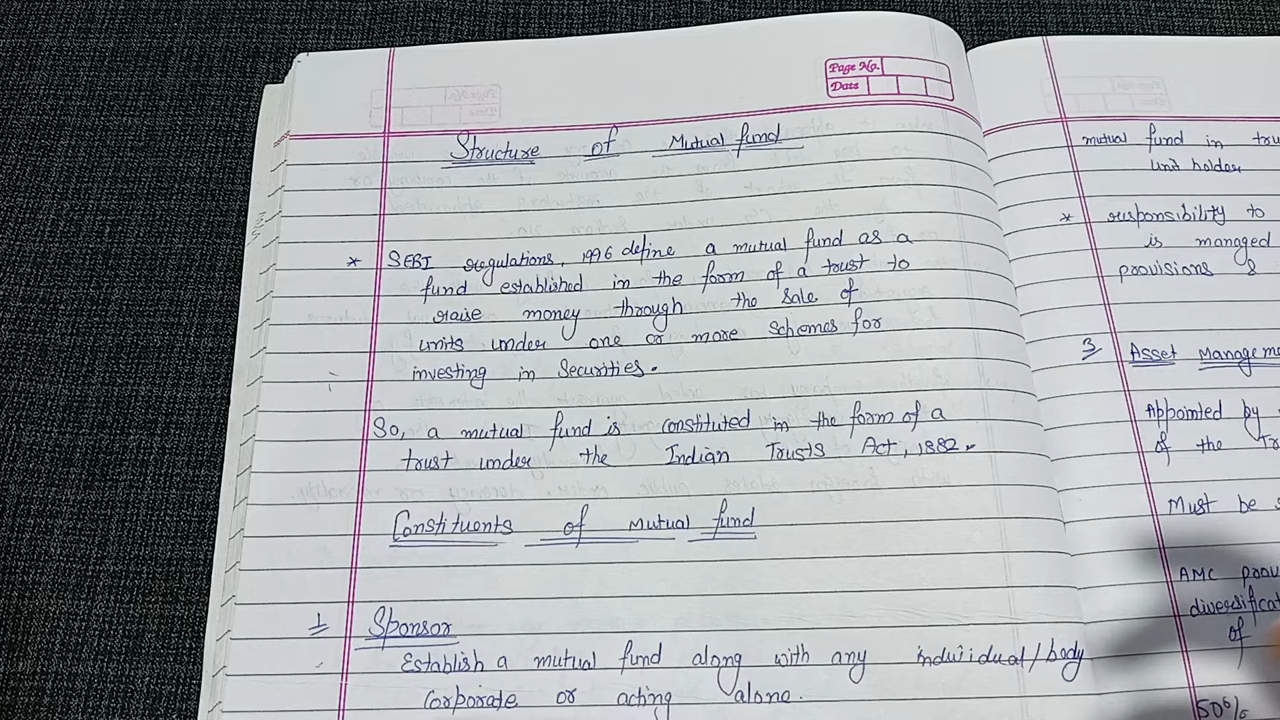 Page No.
Date
Structure of Mutual fund
* SEBI regulations, 1996 define a mutual fund as a
fund established in the form of a trust to
raise money through the sale of
units under one or more schemes for
investing in Securities.
So, a mutual fund is constituted in the form of a
trust under the Indian Trusts Act, 1882.
Constituents of Mutual fund
1 Sponsor
Establish a mutual fund along with any individual/body
Corporate or acting alone.
mutual fund in
unit holder
* responsibility to
is managed
provisions &
3 Asset
Appointed by
of the
Must be
AMC
of
50%